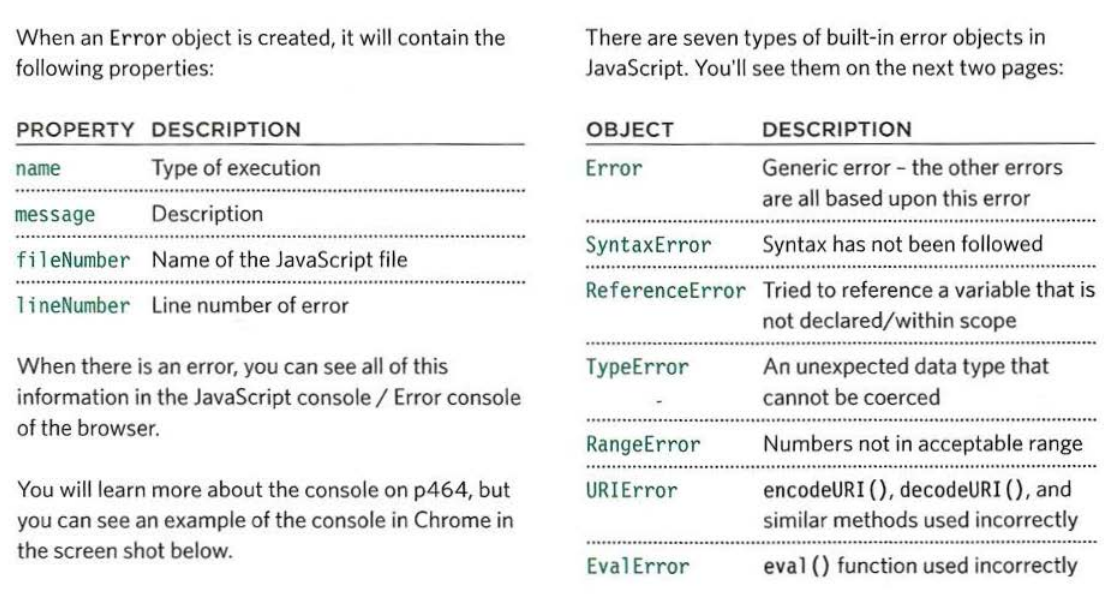 When an Error object is created, it will contain the
following properties:
PROPERTY DESCRIPTION
name Type of execution
message Description
fileNumber Name of the JavaScript file
lineNumber Line number of error
When there is an error, you can see all of this
information in the JavaScript console / Error console
of the browser.
You will learn more about the console on p464, but
you can see an example of the console in Chrome in
the screen shot below.
There are seven types of built-in error objects in
JavaScript. You'll see them on the next two pages:
OBJECT DESCRIPTION
Error Generic error – the other errors
are all based upon this error
SyntaxError Syntax has not been followed
ReferenceError Tried to reference a variable that is
not declared/within scope
TypeError An unexpected data type that
cannot be coerced
RangeError Numbers not in acceptable range
URIError encodeURI(), decodeURI(), and
similar methods used incorrectly
EvalError eval() function used incorrectly